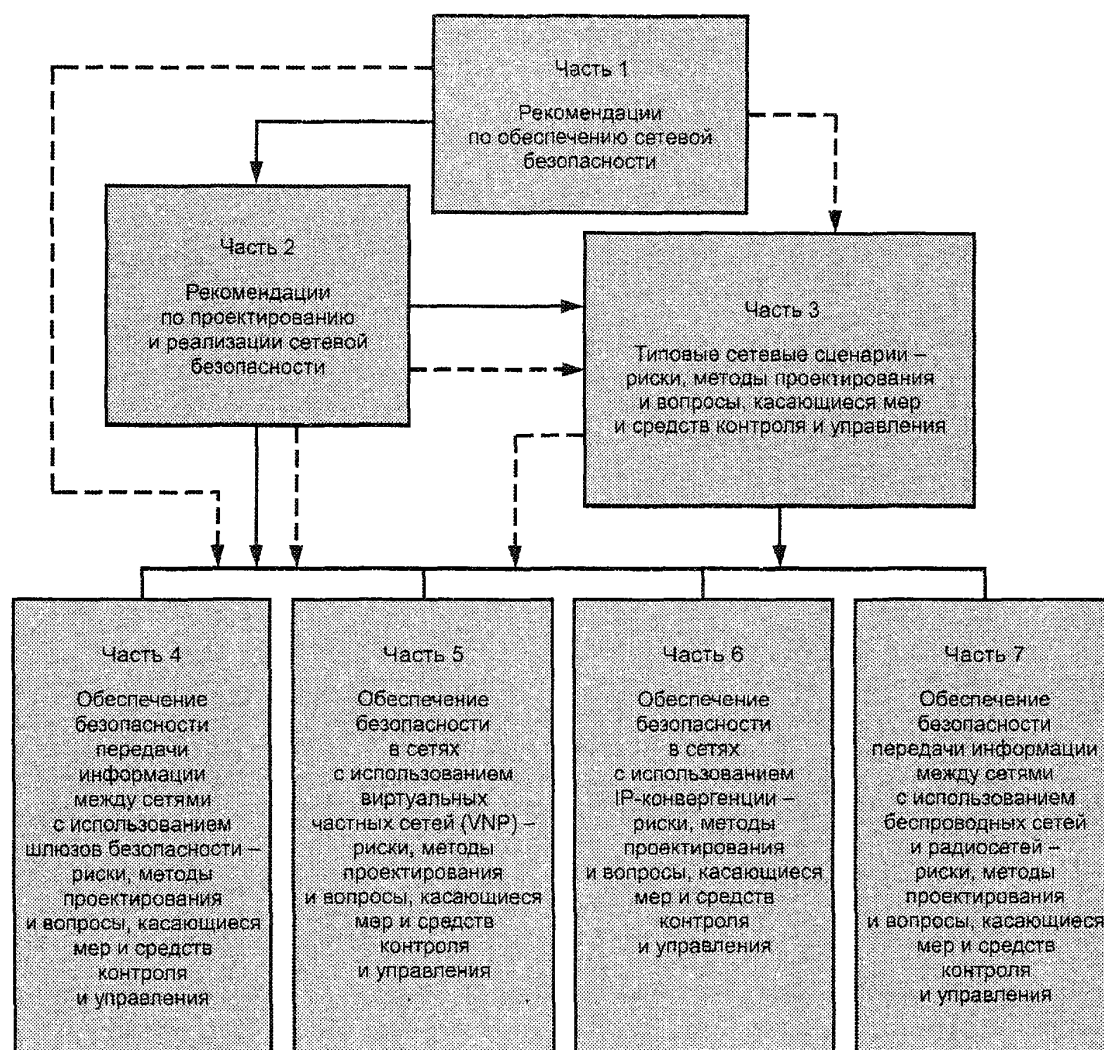 Часть 1
Рекомендации
по обеспечению сетевой
безопасности
Часть 2
Рекомендации
по проектированию
и реализации сетевой
безопасности
Часть 3
Типовые сетевые сценарии –
риски, методы проектирования
и вопросы, касающиеся мер
и средств контроля и управления
Часть 4
Обеспечение
безопасности
передачи
информации
между сетями
с использованием
шлюзов безопасности –
риски, методы
проектирования
и вопросы, касающиеся
мер и средств
контроля
и управления
Часть 5
Обеспечение
безопасности
в сетях
с использованием
виртуальных
частных сетей (VNP) –
риски, методы
проектирования
и вопросы, касающиеся
мер и средств
контроля
и управления
Часть 6
Обеспечение
безопасности
в сетях
с использованием
IP-конвергенции –
риски, методы
проектирования
и вопросы, касающиеся
мер и средств
контроля
и управления
Часть 7
Обеспечение
безопасности
передачи информации
между сетями
с использованием
беспроводных сетей
и радиосетей –
риски, методы
проектирования
и вопросы, касающиеся
мер и средств
контроля
и управления